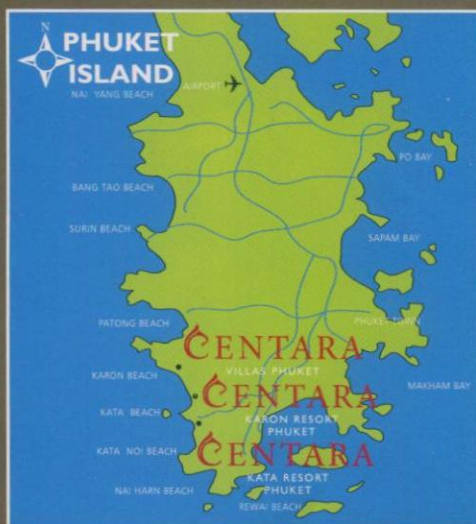 N
PHUKET
ISLAND
AIRPORT
NAI YANG BEACH
PO BAY
BANG TAO BEACH
SURIN BEACH
SAPAM BAY
PATONG BEACH
PHUKET TOWN
CENTARA
VILLAS PHUKET
KARON BEACH
CENTARA
MAKHAM BAY
KATA BEACH
KARON RESORT
PHUKET
CENTARA
KATA NOI BEACH
KATA RESORT
PHUKET
NAI HARN BEACH
REWAI BEACH